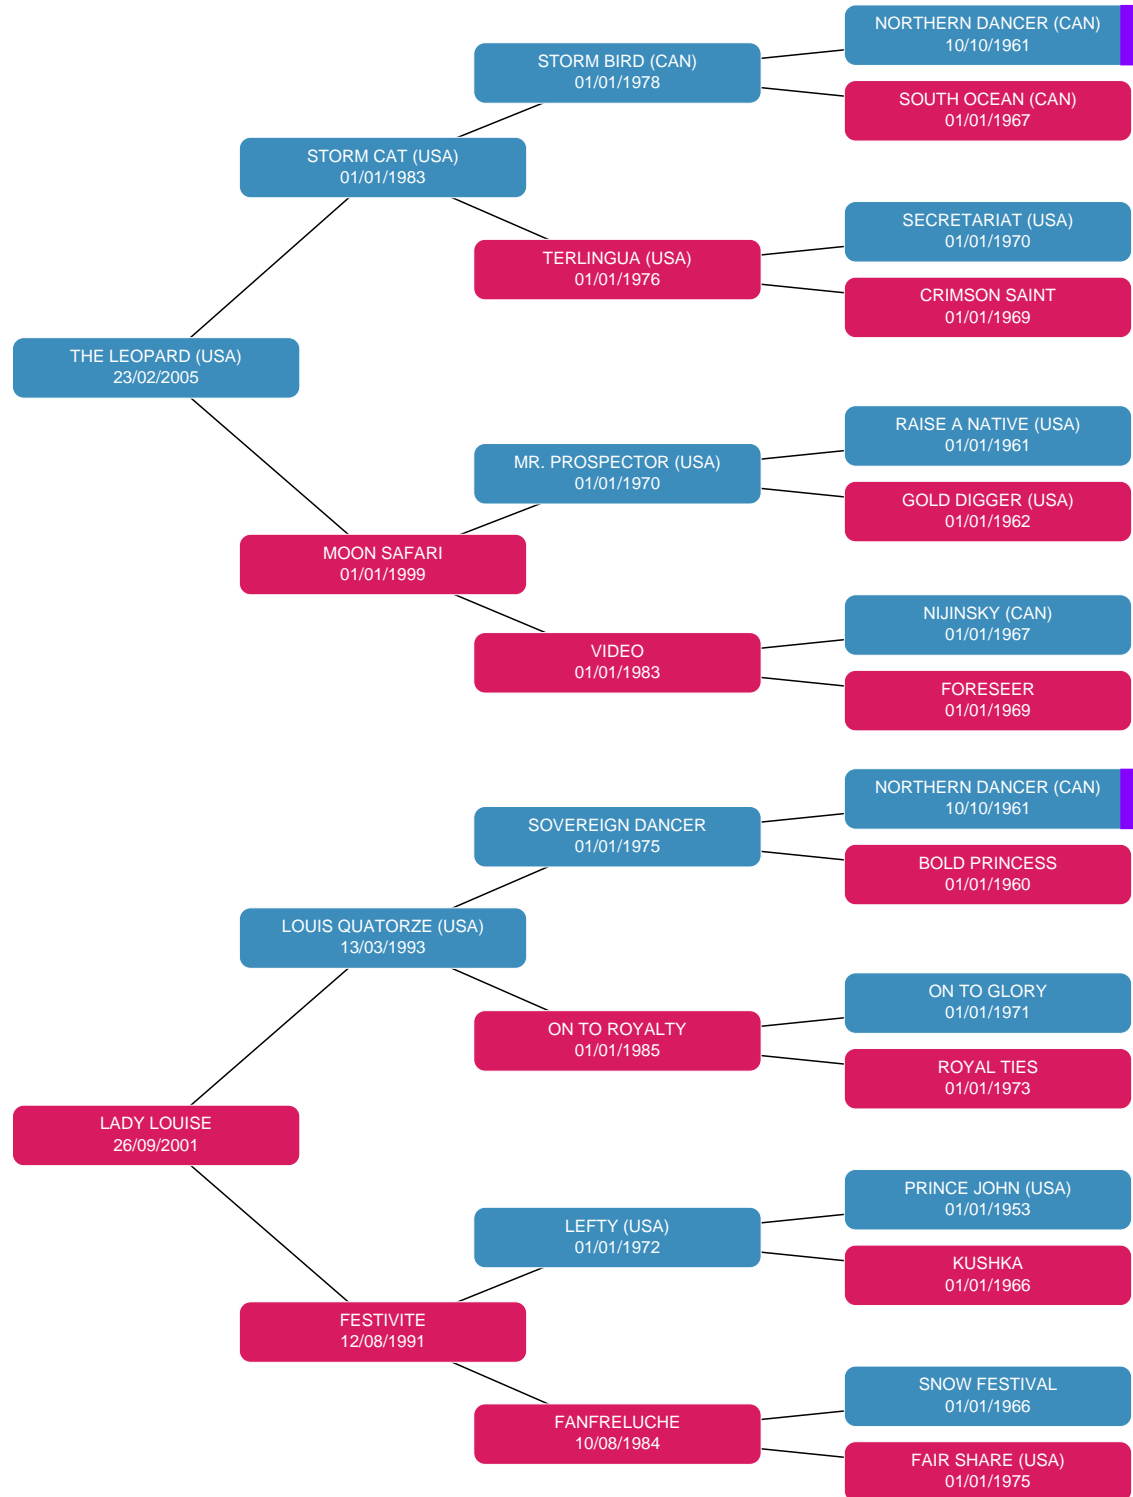 NORTHERN DANCER (CAN)
10/10/1961
STORM BIRD (CAN)
01/01/1978
SOUTH OCEAN (CAN)
01/01/1967
STORM CAT (USA)
01/01/1983
SECRETARIAT (USA)
01/01/1970
TERLINGUA (USA)
01/01/1976
CRIMSON SAINT
01/01/1969
THE LEOPARD (USA)
23/02/2005
RAISE A NATIVE (USA)
01/01/1961
MR. PROSPECTOR (USA)
01/01/1970
GOLD DIGGER (USA)
01/01/1962
MOON SAFARI
01/01/1999
NIJINSKY (CAN)
01/01/1967
VIDEO
01/01/1983
FORESEER
01/01/1969
NORTHERN DANCER (CAN)
10/10/1961
SOVEREIGN DANCER
01/01/1975
BOLD PRINCESS
01/01/1960
LOUIS QUATORZE (USA)
13/03/1993
ON TO GLORY
01/01/1971
ON TO ROYALTY
01/01/1985
ROYAL TIES
01/01/1973
LADY LOUISE
26/09/2001
PRINCE JOHN (USA)
01/01/1953
LEFTY (USA)
01/01/1972
KUSHKA
01/01/1966
FESTIVITE
12/08/1991
SNOW FESTIVAL
01/01/1966
FANFRELUCHE
10/08/1984
FAIR SHARE (USA)
01/01/1975